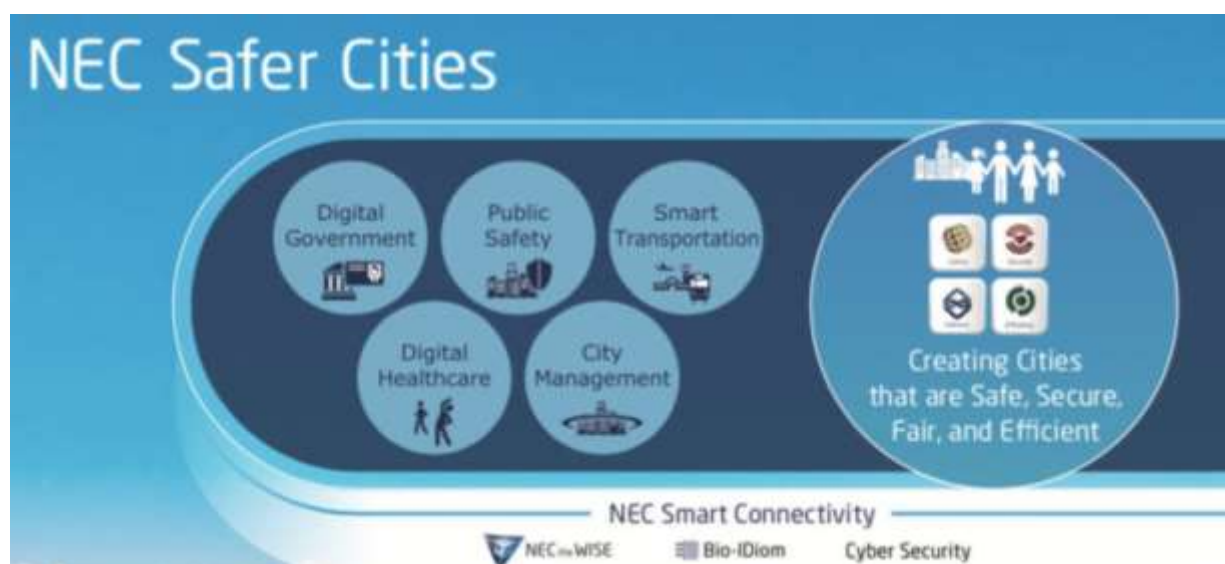 NEC Safer Cities
Digital
Government
Public
Safety
Smart
Transportation
Digital
Healthcare
City
Management
Creating Cities
that are Safe, Secure,
Fair, and Efficient
NEC Smart Connectivity
NEC the WISE
Bio-IDiom
Cyber Security